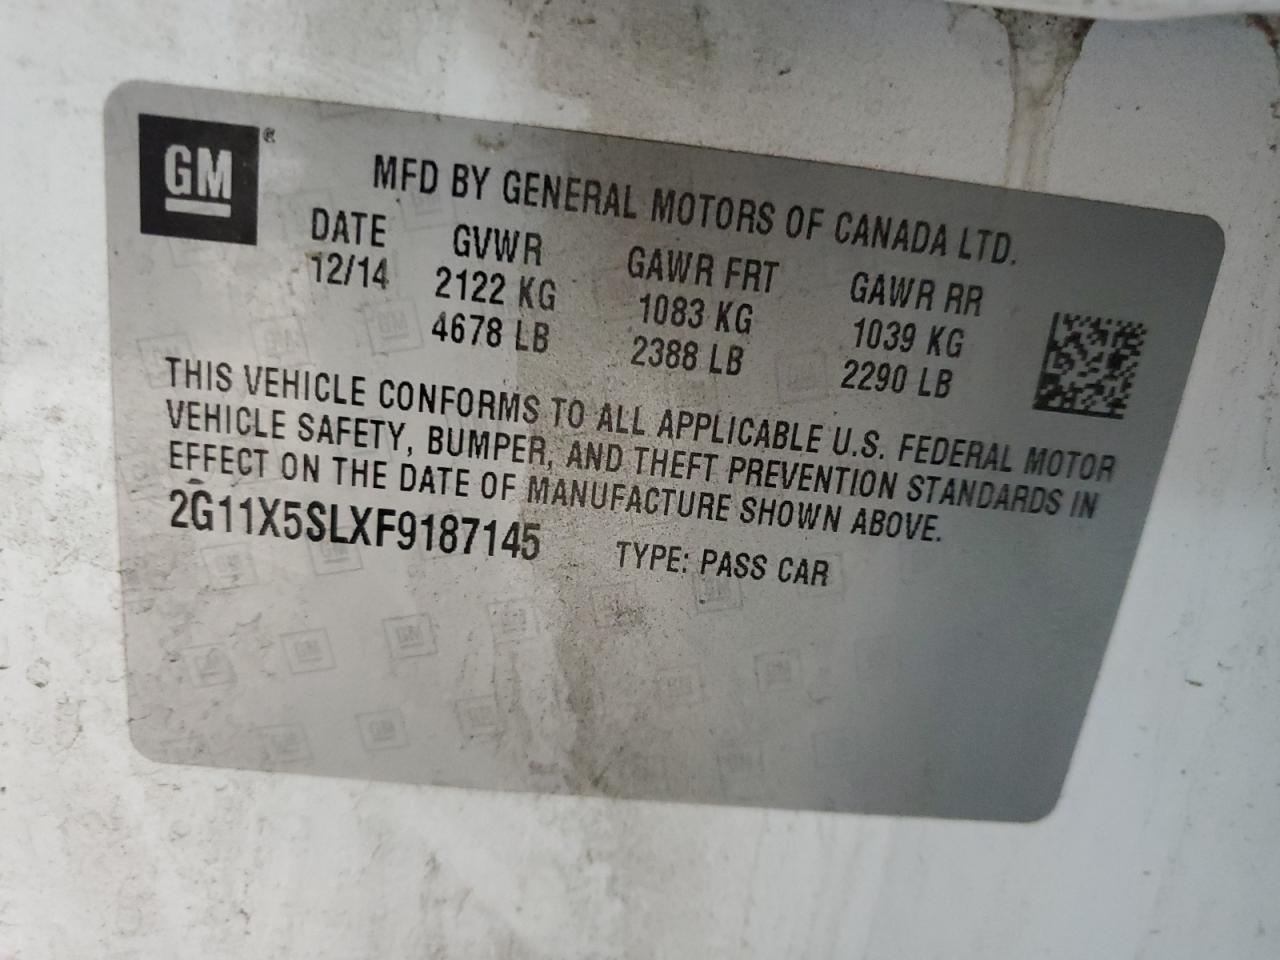 GM®
MFD BY GENERAL MOTORS OF CANADA LTD.
DATE GVWR GAWR FRT GAWR RR
12/14 2122 KG 1083 KG 1039 KG
4678 LB 2388 LB 2290 LB
THIS VEHICLE CONFORMS TO ALL APPLICABLE U.S. FEDERAL MOTOR
VEHICLE SAFETY, BUMPER, AND THEFT PREVENTION STANDARDS IN
EFFECT ON THE DATE OF MANUFACTURE SHOWN ABOVE.
2G11X5SLXF9187145 TYPE: PASS CAR